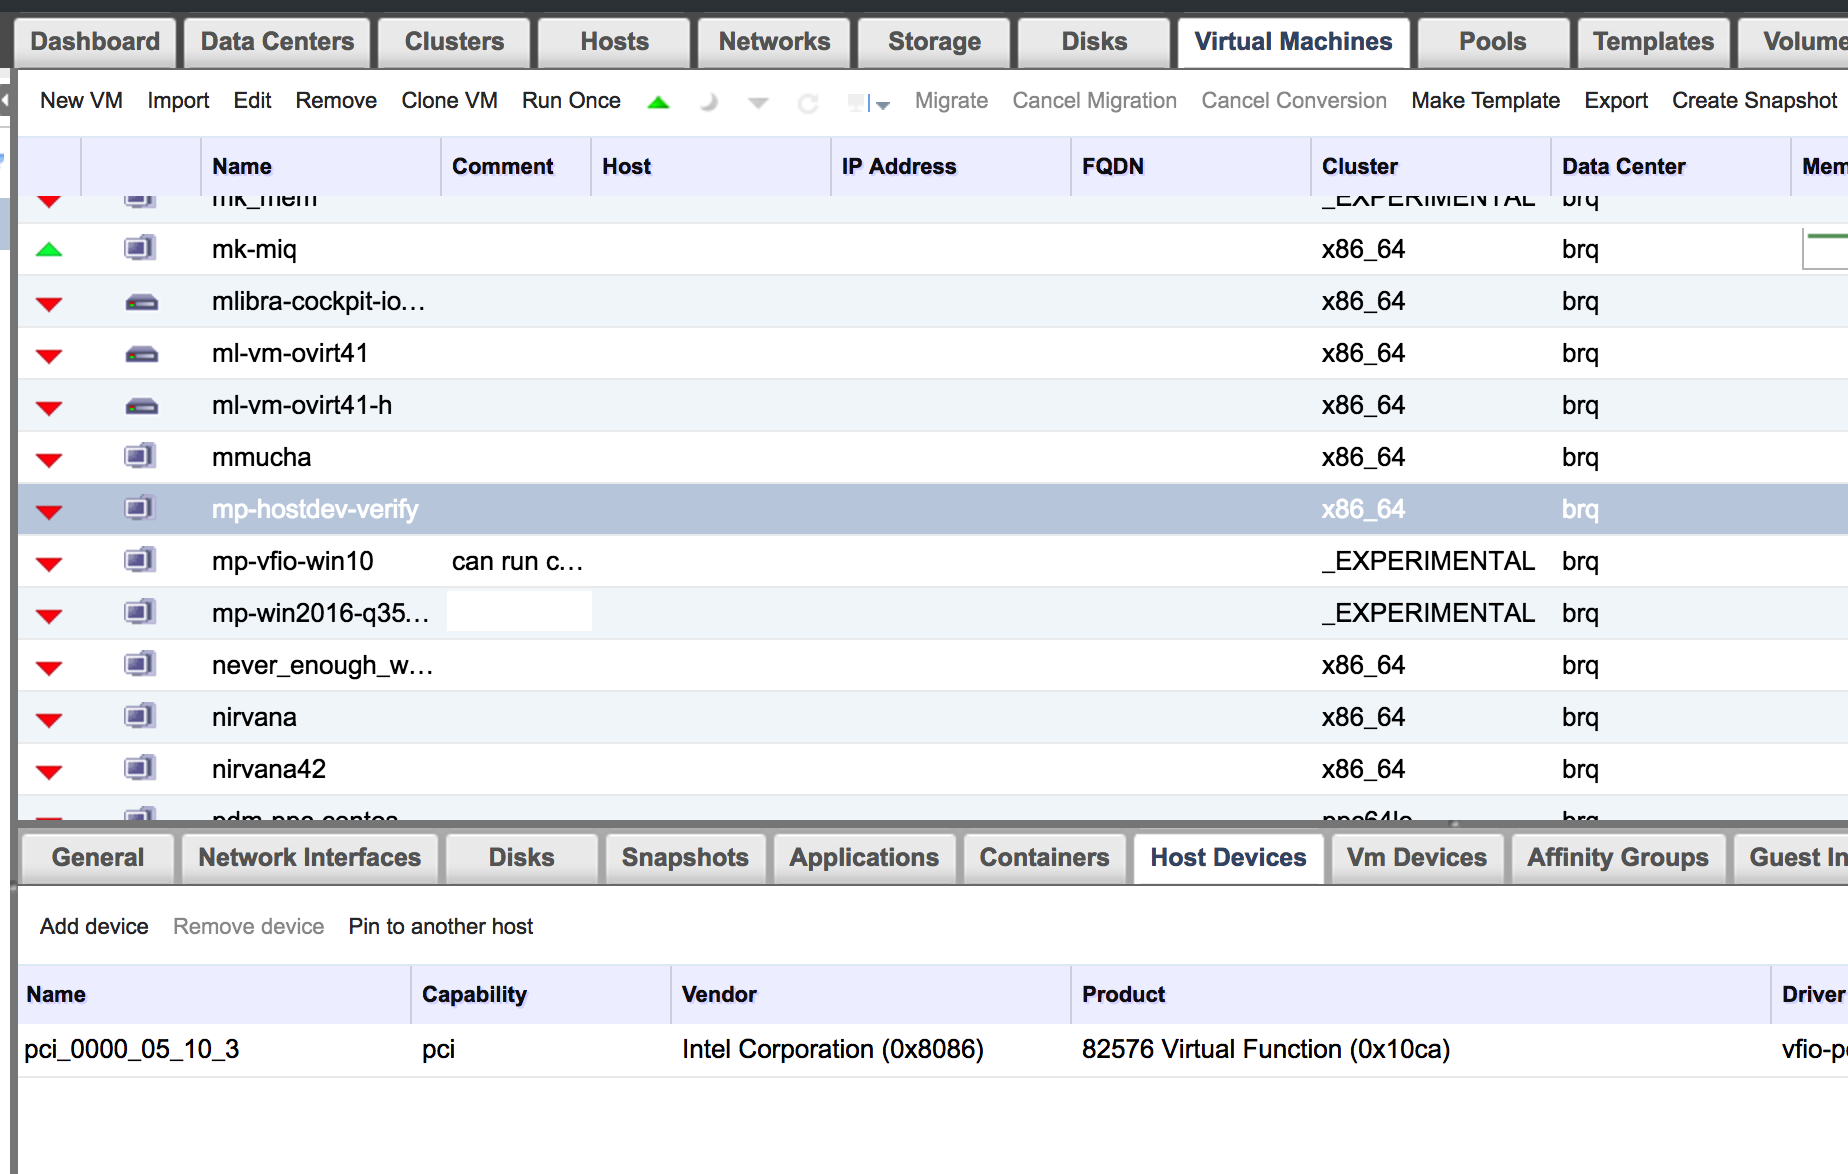 Dashboard Data Centers Clusters Hosts Networks Storage Disks Virtual Machines Pools Templates Volume
New VM Import Edit Remove Clone VM Run Once Migrate Cancel Migration Cancel Conversion Make Template Export Create Snapshot
Name Comment Host IP Address FQDN Cluster Data Center Mem
mk_mem _EXPERIMENTAL brq
mk-miq x86_64 brq
mlibra-cockpit-io... x86_64 brq
ml-vm-ovirt41 x86_64 brq
ml-vm-ovirt41-h x86_64 brq
mmucha x86_64 brq
mp-hostdev-verify x86_64 brq
mp-vfio-win10 can run c... _EXPERIMENTAL brq
mp-win2016-q35... _EXPERIMENTAL brq
never_enough_w... x86_64 brq
nirvana x86_64 brq
nirvana42 x86_64 brq
pdm-ppc-centos ppc64le brq
General Network Interfaces Disks Snapshots Applications Containers Host Devices Vm Devices Affinity Groups Guest In
Add device Remove device Pin to another host
Name Capability Vendor Product Driver
pci_0000_05_10_3 pci Intel Corporation (0x8086) 82576 Virtual Function (0x10ca) vfio-p